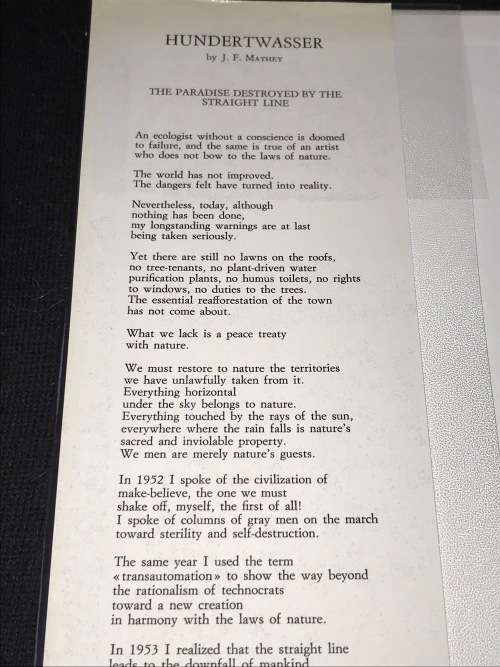 HUNDERTWASSER
by J. F. MATHEY
THE PARADISE DESTROYED BY THE
STRAIGHT LINE
An ecologist without a conscience is doomed
to failure, and the same is true of an artist
who does not bow to the laws of nature.
The world has not improved.
The dangers felt have turned into reality.
Nevertheless, today, although
nothing has been done,
my longstanding warnings are at last
being taken seriously.
Yet there are still no lawns on the roofs,
no tree-tenants, no plant-driven water
purification plants, no humus toilets, no rights
to windows, no duties to the trees.
The essential reafforestation of the town
has not come about.
What we lack is a peace treaty
with nature.
We must restore to nature the territories
we have unlawfully taken from it.
Everything horizontal
under the sky belongs to nature.
Everything touched by the rays of the sun,
everywhere where the rain falls is nature's
sacred and inviolable property.
We men are merely nature's guests.
In 1952 I spoke of the civilization of
make-believe, the one we must
shake off, myself, the first of all!
I spoke of columns of gray men on the march
toward sterility and self-destruction.
The same year I used the term
«transautomation» to show the way beyond
the rationalism of technocrats
toward a new creation
in harmony with the laws of nature.
In 1953 I realized that the straight line
leads to the downfall of mankind